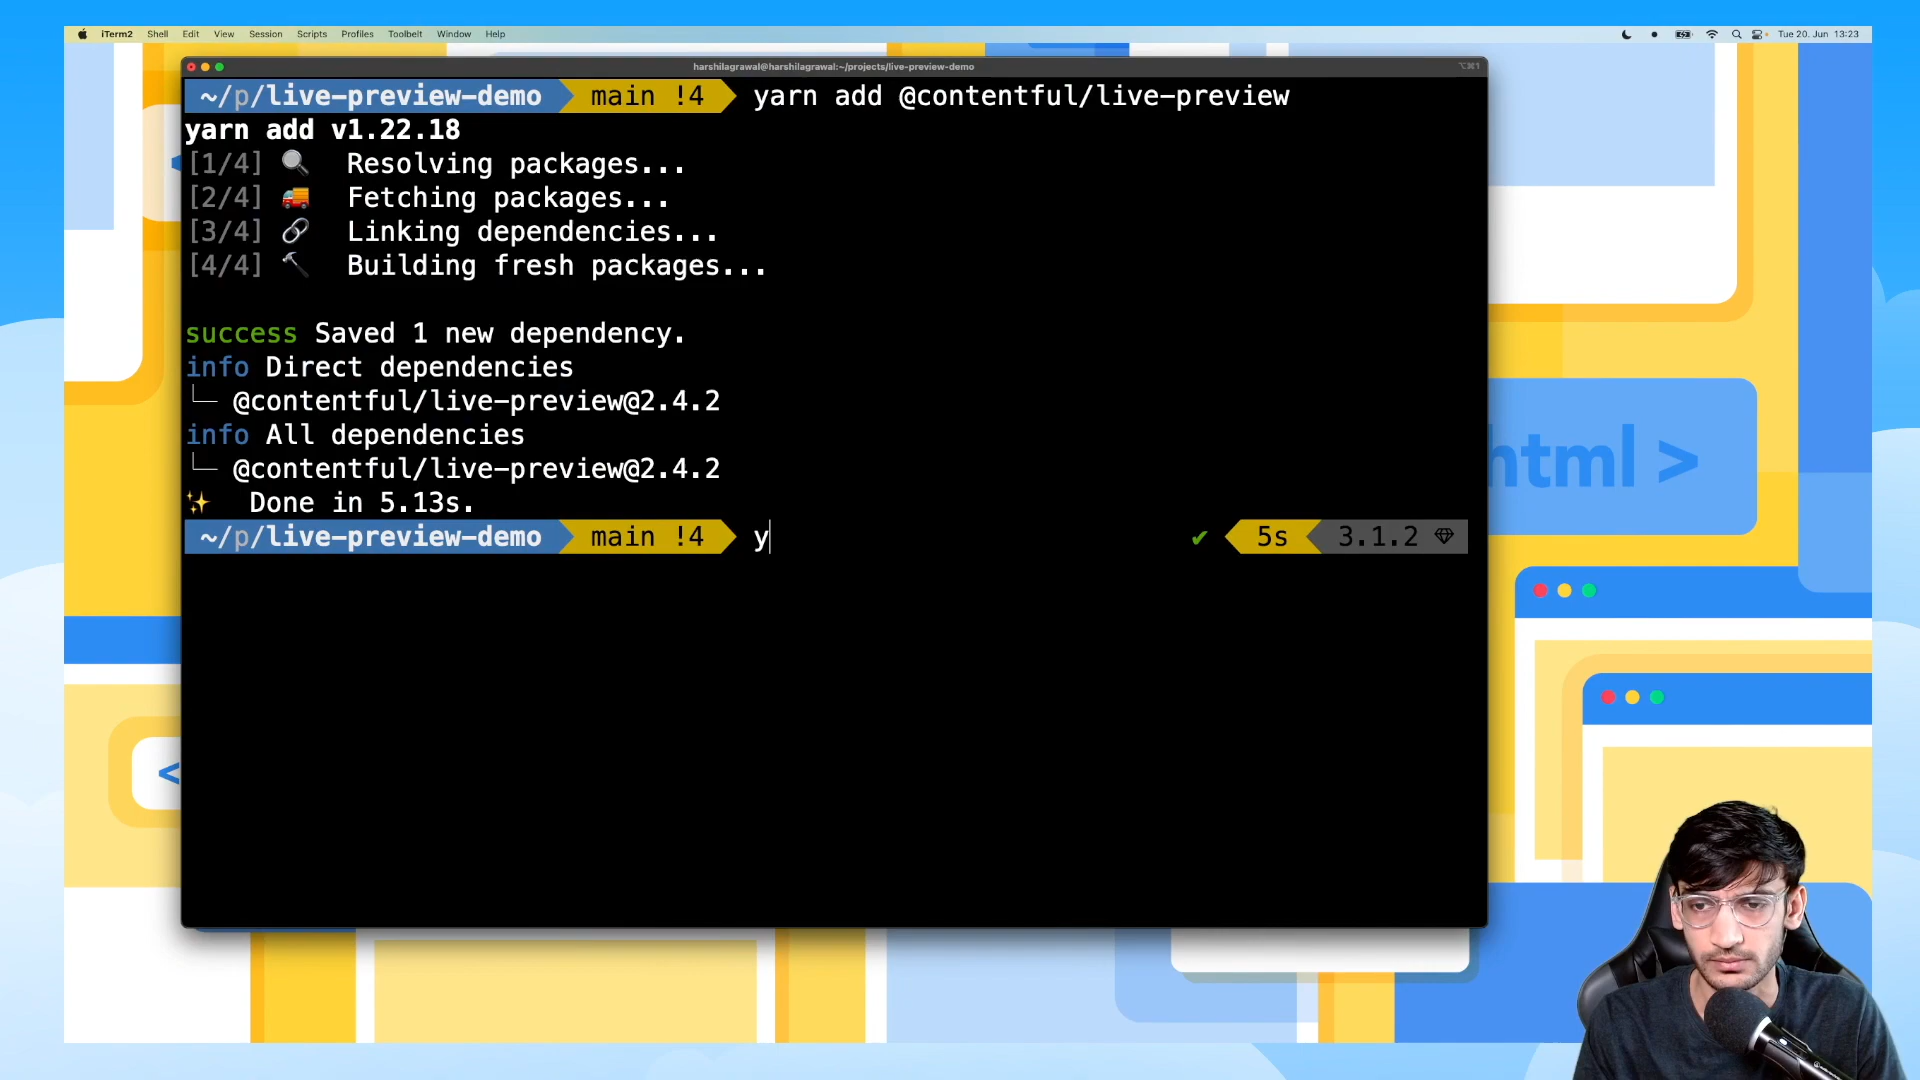 iTerm2 Shell Edit View Session Scripts Profiles Toolbelt Window Help Tue 20. Jun 13:23
harshilagrawal@harshilagrawal:~/projects/live-preview-demo ⌥⌘1
~/p/live-preview-demo main !4 yarn add @contentful/live-preview
yarn add v1.22.18
[1/4] 🔍 Resolving packages...
[2/4] 🚚 Fetching packages...
[3/4] 🔗 Linking dependencies...
[4/4] 🔨 Building fresh packages...
success Saved 1 new dependency.
info Direct dependencies
└─ @contentful/live-preview@2.4.2
info All dependencies
└─ @contentful/live-preview@2.4.2
✨ Done in 5.13s.
~/p/live-preview-demo main !4 y ✔ 5s 3.1.2
html >
<